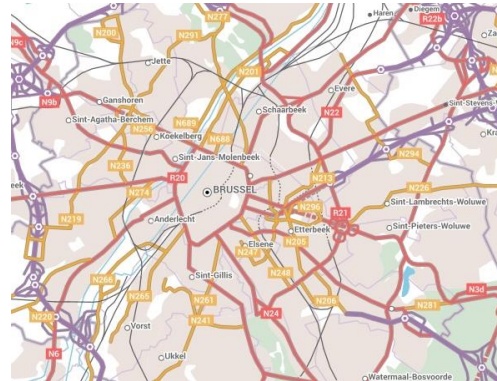 N277
Haren
Diegem
R22b
N9c
N200
N291
Jette
N201
Evere
N9b
Ganshoren
Schaarbeek
N22
Sint-Stevens-
Sint-Agatha-Berchem
N256
N689
Koekelberg
N688
N294
N236
Sint-Jans-Molenbeek
R20
N213
N274
BRUSSEL
N226
N296
Sint-Lambrechts-Woluwe
N219
Anderlecht
R21
Etterbeek
Sint-Pieters-Woluwe
Elsene
N205
N247
N266
Sint-Gillis
N248
N265
N261
N206
N281
N3d
N220
Vorst
N241
N24
N6
Ukkel
Watermaal-Bosvoorde